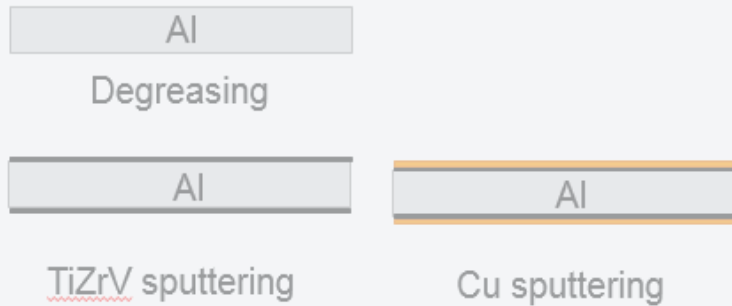 Al
Degreasing
Al
TiZrV sputtering
Al
Cu sputtering